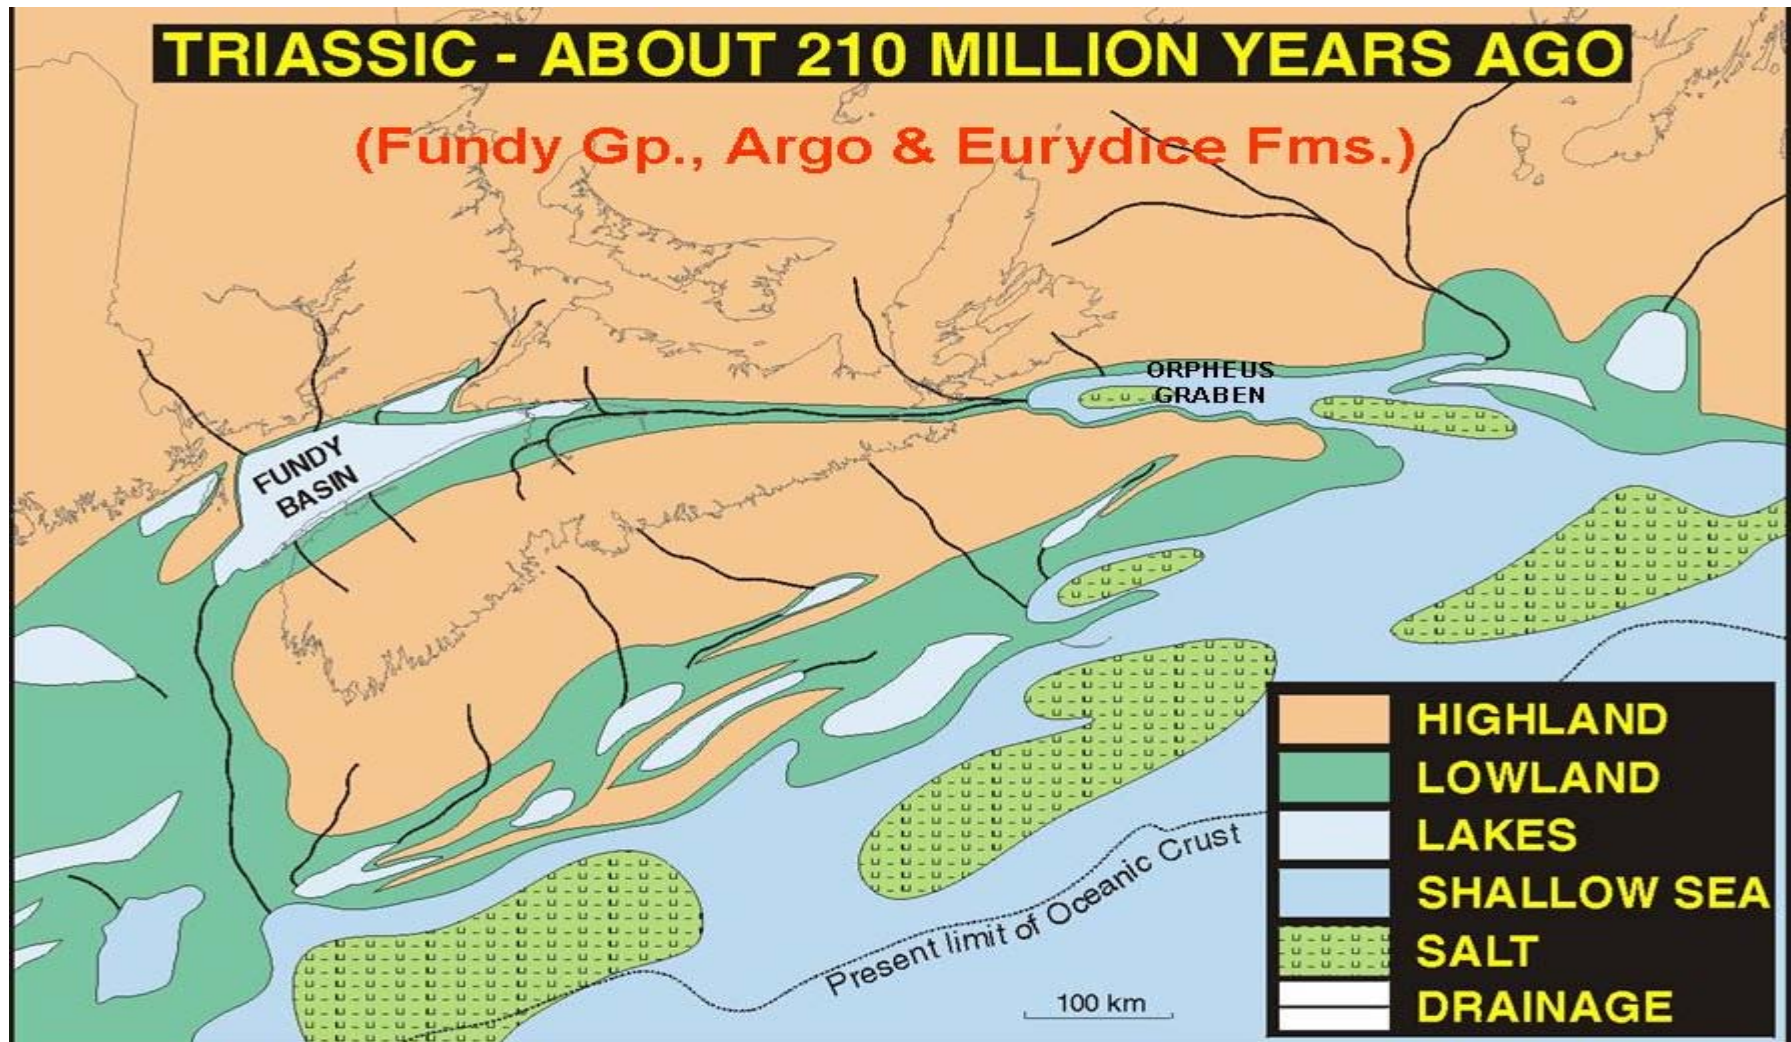 TRIASSIC - ABOUT 210 MILLION YEARS AGO
(Fundy Gp., Argo & Eurydice Fms.)
ORPHEUS
GRABEN
FUNDY
BASIN
HIGHLAND
LOWLAND
LAKES
SHALLOW SEA
SALT
DRAINAGE
Present limit of Oceanic Crust
100 km